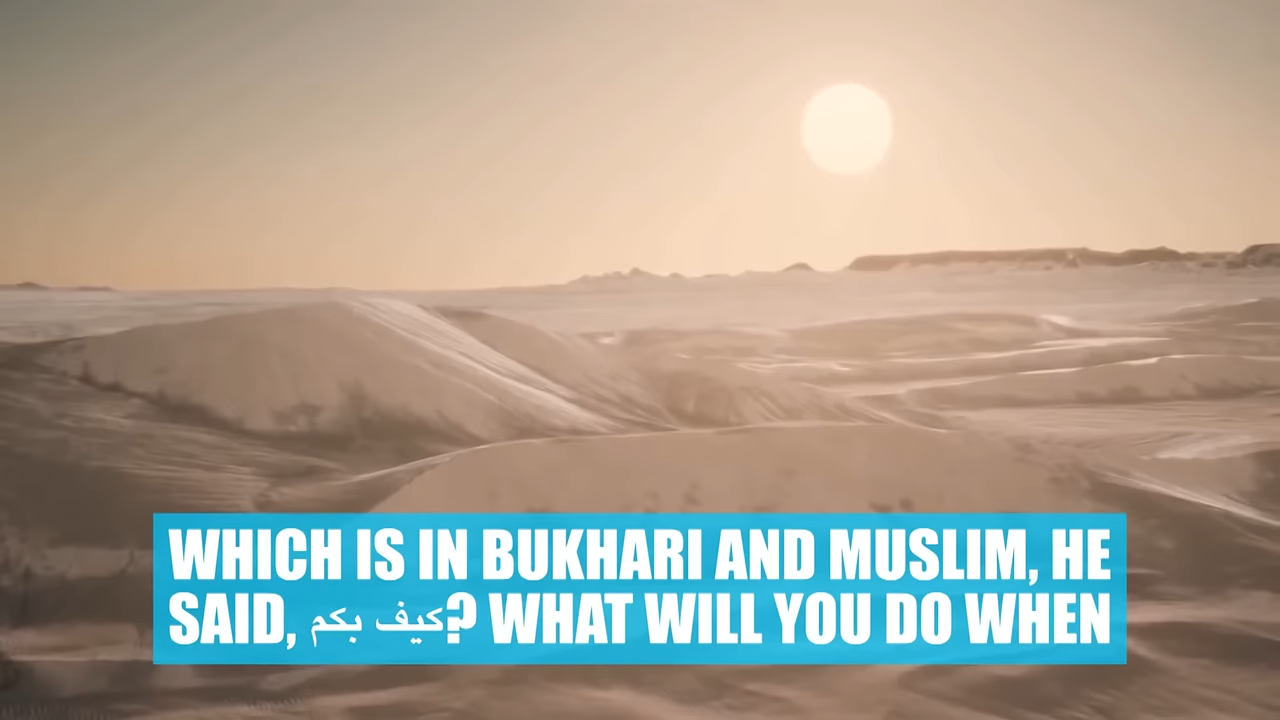 WHICH IS IN BUKHARI AND MUSLIM, HE
SAID, كيف بكم? WHAT WILL YOU DO WHEN